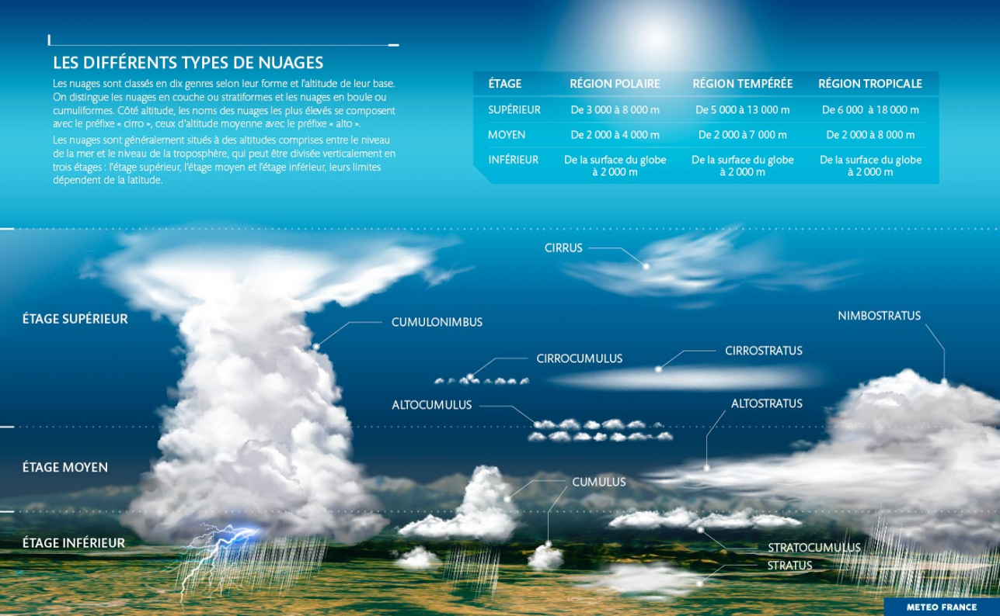 LES DIFFÉRENTS TYPES DE NUAGES
Les nuages sont classés en dix genres selon leur forme et l'altitude de leur base.
On distingue les nuages en couche ou stratiformes et les nuages en boule ou
cumuliformes. Côté altitude, les noms des nuages les plus élevés se composent
avec le préfixe « cirro », ceux d'altitude moyenne avec le préfixe « alto ».
Les nuages sont généralement situés à des altitudes comprises entre le niveau
de la mer et le niveau de la troposphère, qui peut être divisée verticalement en
trois étages : l'étage supérieur, l'étage moyen et l'étage inférieur, leurs limites
dépendent de la latitude.
ÉTAGE RÉGION POLAIRE RÉGION TEMPÉRÉE RÉGION TROPICALE
SUPÉRIEUR De 3 000 à 8 000 m De 5 000 à 13 000 m De 6 000 à 18 000 m
MOYEN De 2 000 à 4 000 m De 2 000 à 7 000 m De 2 000 à 8 000 m
INFÉRIEUR De la surface du globe De la surface du globe De la surface du globe
à 2 000 m à 2 000 m à 2 000 m
CIRRUS
ÉTAGE SUPÉRIEUR
CUMULONIMBUS
NIMBOSTRATUS
CIRROCUMULUS
CIRROSTRATUS
ALTOCUMULUS
ALTOSTRATUS
ÉTAGE MOYEN
CUMULUS
ÉTAGE INFÉRIEUR
STRATOCUMULUS
STRATUS
METEO FRANCE